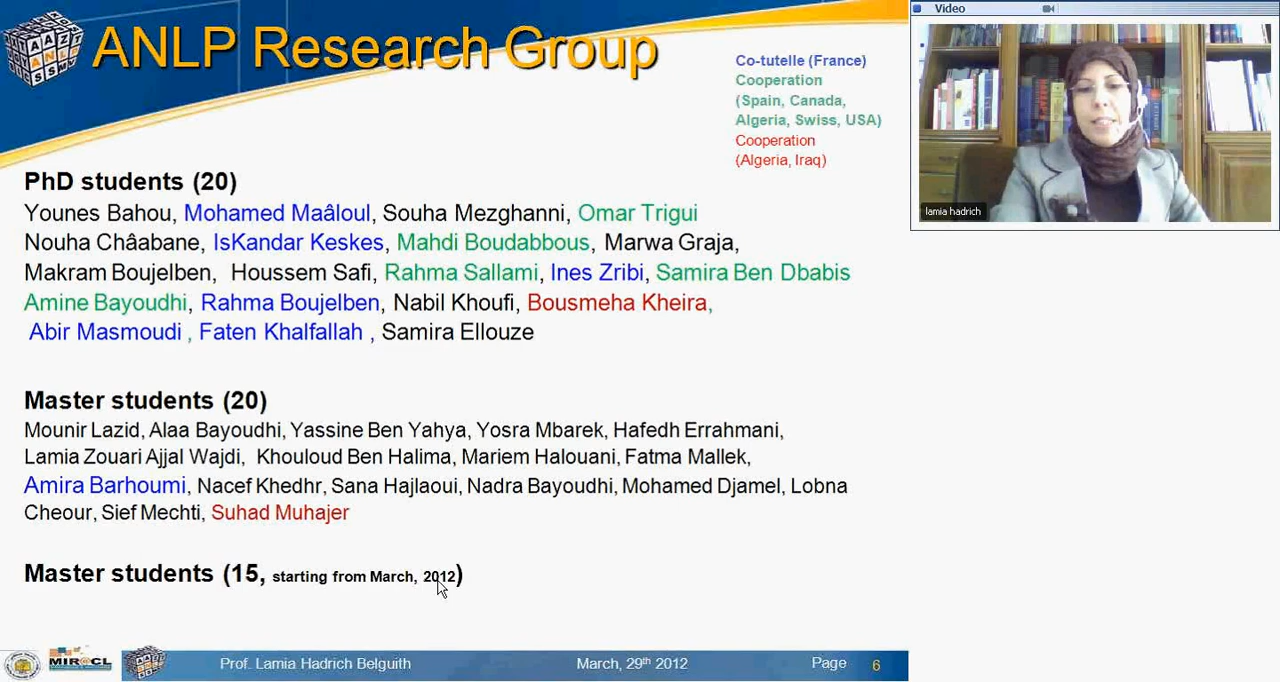 ANLP Research Group
Co-tutelle (France)
Cooperation
(Spain, Canada,
Algeria, Swiss, USA)
Cooperation
(Algeria, Iraq)
Video
lamia hadrich
PhD students (20)
Younes Bahou, Mohamed Maâloul, Souha Mezghanni, Omar Trigui
Nouha Châabane, IsKandar Keskes, Mahdi Boudabbous, Marwa Graja,
Makram Boujelben, Houssem Safi, Rahma Sallami, Ines Zribi, Samira Ben Dbabis
Amine Bayoudhi, Rahma Boujelben, Nabil Khoufi, Bousmeha Kheira,
Abir Masmoudi , Faten Khalfallah , Samira Ellouze
Master students (20)
Mounir Lazid, Alaa Bayoudhi, Yassine Ben Yahya, Yosra Mbarek, Hafedh Errahmani,
Lamia Zouari Ajjal Wajdi, Khouloud Ben Halima, Mariem Halouani, Fatma Mallek,
Amira Barhoumi, Nacef Khedhr, Sana Hajlaoui, Nadra Bayoudhi, Mohamed Djamel, Lobna
Cheour, Sief Mechti, Suhad Muhajer
Master students (15, starting from March, 2012)
MIR@CL
Prof. Lamia Hadrich Belguith
March, 29th 2012
Page 6